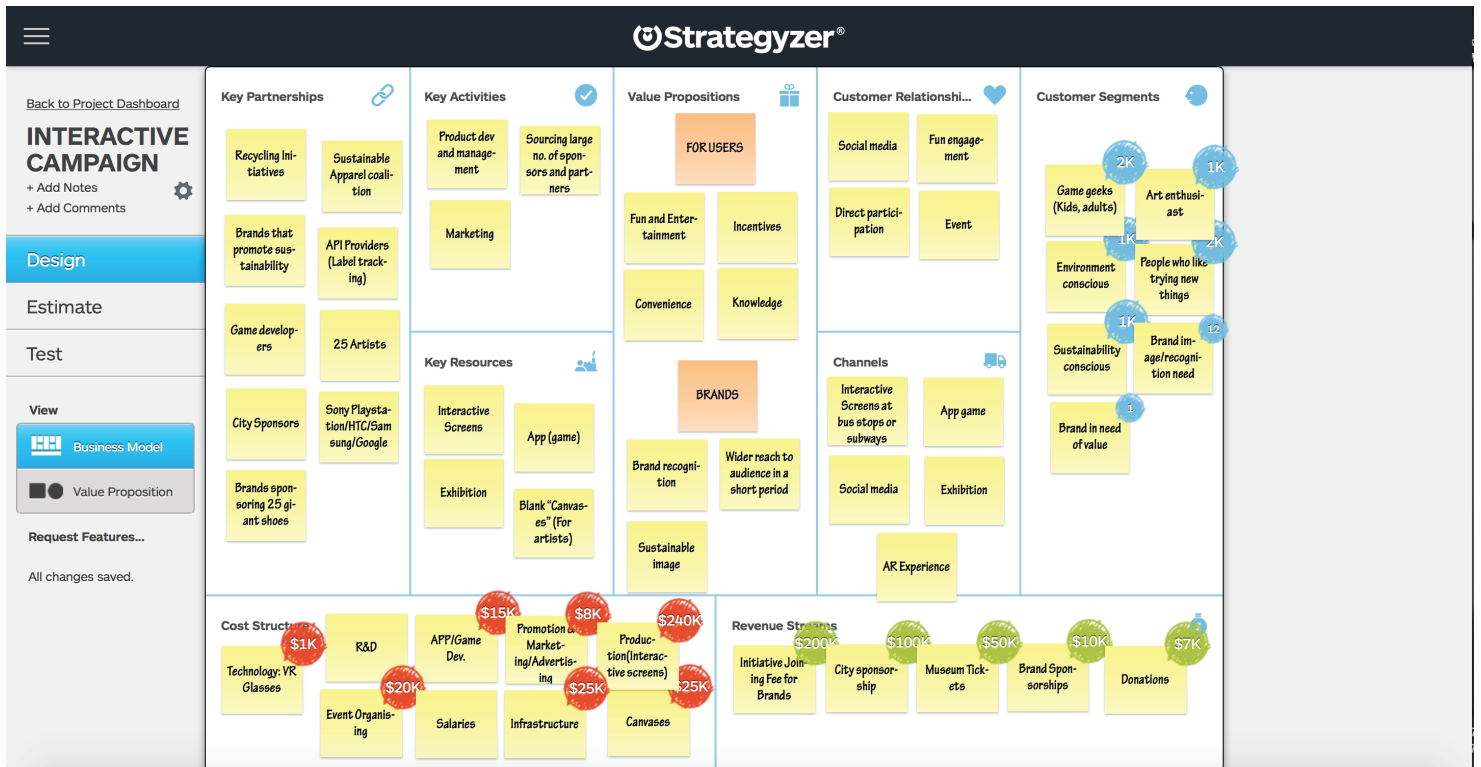 Strategyzer®
Back to Project Dashboard
INTERACTIVE
CAMPAIGN
+ Add Notes
+ Add Comments
Design
Estimate
Test
View
Business Model
Value Proposition
Request Features...
All changes saved.
Key Partnerships
Recycling Ini-
tiatives
Sustainable
Apparel coali-
tion
Brands that
promote sus-
tainability
API Providers
(Label track-
ing)
Game develop-
ers
25 Artists
City Sponsors
Sony Playsta-
tion/HTC/Sam
sung/Google
Brands spon-
soring 25 gi-
ant shoes
Key Activities
Product dev
and manage-
ment
Sourcing large
no. of spon-
sors and part-
ners
Marketing
Key Resources
Interactive
Screens
App (game)
Exhibition
Blank “Canvas-
es” (For
artists)
Value Propositions
FOR USERS
Fun and Enter-
tainment
Incentives
Convenience
Knowledge
BRANDS
Brand recogni-
tion
Wider reach to
audience in a
short period
Sustainable
image
Customer Relationshi...
Social media
Fun engage-
ment
Direct partici-
pation
Event
Channels
Interactive
Screens at
bus stops or
subways
App game
Social media
Exhibition
AR Experience
Customer Segments
2K
Game geeks
(Kids, adults)
1K
Art enthusi-
ast
1K
Environment
conscious
2K
People who like
trying new
things
1K
Sustainability
conscious
12
Brand im-
age/recogni-
tion need
1
Brand in need
of value
Cost Structure
$1K
Technology: VR
Glasses
R&D
$15K
APP/Game
Dev.
$8K
Promotion &
Market-
ing/Advertis-
ing
$240K
Produc-
tion(Interac-
tive screens)
$20K
Event Organis-
ing
Salaries
$25K
Infrastructure
$25K
Canvases
Revenue Streams
$200K
Initiative Join-
ing Fee for
Brands
$100K
City sponsor-
ship
$50K
Museum Tick-
ets
$10K
Brand Spon-
sorships
$7K
Donations